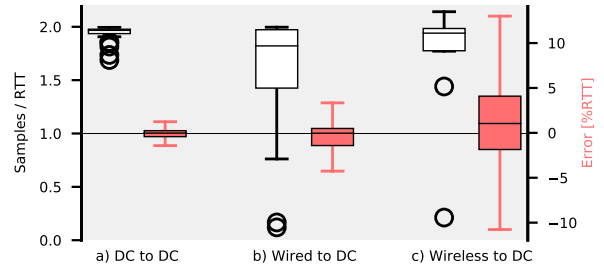 Samples / RTT
2.0
1.5
1.0
0.5
0.0
10
5
0
−5
−10
Error [%RTT]
a) DC to DC
b) Wired to DC
c) Wireless to DC